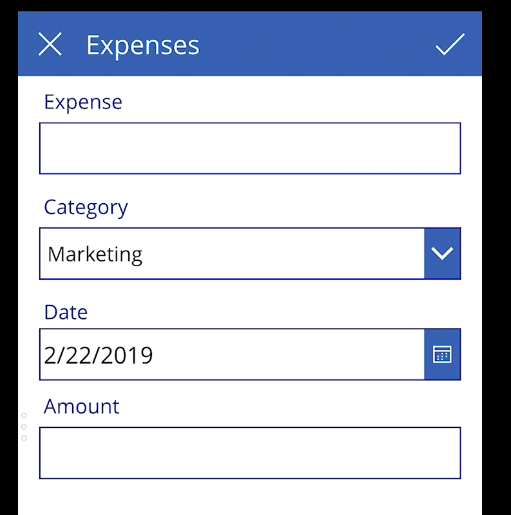 Expenses
Expense
Category
Marketing
Date
2/22/2019
Amount